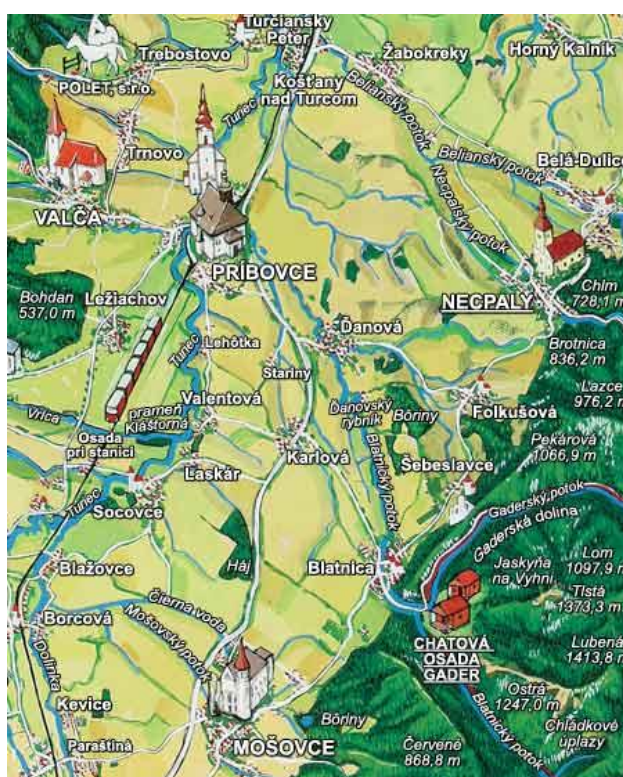 Turčiansky
Peter
Trebostovo
Žabokreky
Horný Kalník
POLET, s.r.o.
Košťany
nad Turcom
Turiec
Trnovo
Beliansky potok
Beliansky potok
Belá-Dulice
VALČA
Necpalský potok
PRÍBOVCE
NECPALY
Chlm
728,1 m
Bohdan
537,0 m
Ležiachov
Ďanová
Turiec
Lehôtka
Brotnica
836,2 m
Stariny
Lazce
976,2 m
Vrica
prameň
Kláštorná
Valentová
Ďanovský
rybník
Bôriny
Folkušová
Osada
pri stanici
Karlová
Blatnický potok
Pekárová
1066,9 m
Laskár
Šebeslavce
Turiec
Socovce
Gaderský potok
Gaderská dolina
Blažovce
Háj
Blatnica
Jaskyňa
na Vyhni
Lom
1097,9 m
Tlstá
1373,3 m
Borcová
Čierna voda
Mošovský potok
Dolinka
CHATOVÁ
OSADA
GADER
Lubená
1413,8 m
Kevice
Ostrá
1247,0 m
Blatnický potok
Bôriny
Chládkové
úplazy
Paraština
MOŠOVCE
Červené
868,8 m